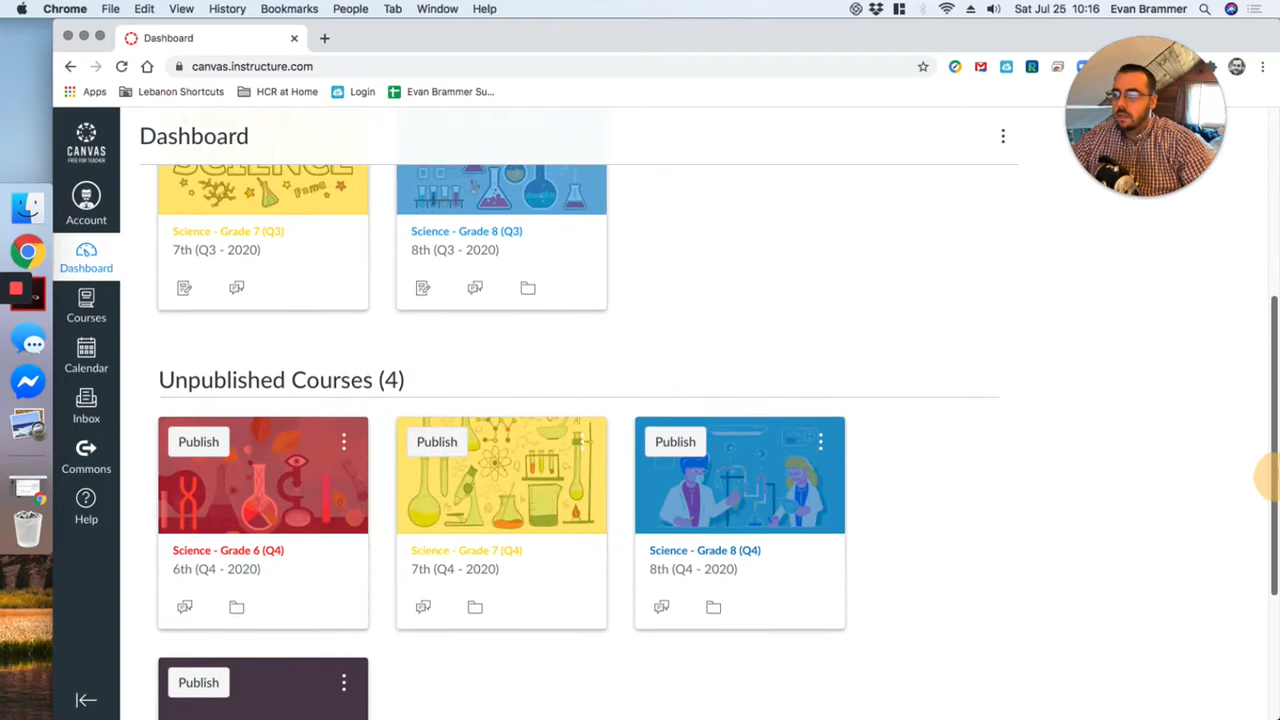 Chrome File Edit View History Bookmarks People Tab Window Help Sat Jul 25 10:16 Evan Brammer
Dashboard
canvas.instructure.com
Apps Lebanon Shortcuts HCR at Home Login Evan Brammer Su...
CANVAS
FREE FOR TEACHER
Account
Dashboard
Courses
Calendar
Inbox
Commons
Help
Dashboard
SCIENCE
Science - Grade 7 (Q3)
7th (Q3 - 2020)
Science - Grade 8 (Q3)
8th (Q3 - 2020)
Unpublished Courses (4)
Publish
Science - Grade 6 (Q4)
6th (Q4 - 2020)
Publish
Science - Grade 7 (Q4)
7th (Q4 - 2020)
Publish
Science - Grade 8 (Q4)
8th (Q4 - 2020)
Publish